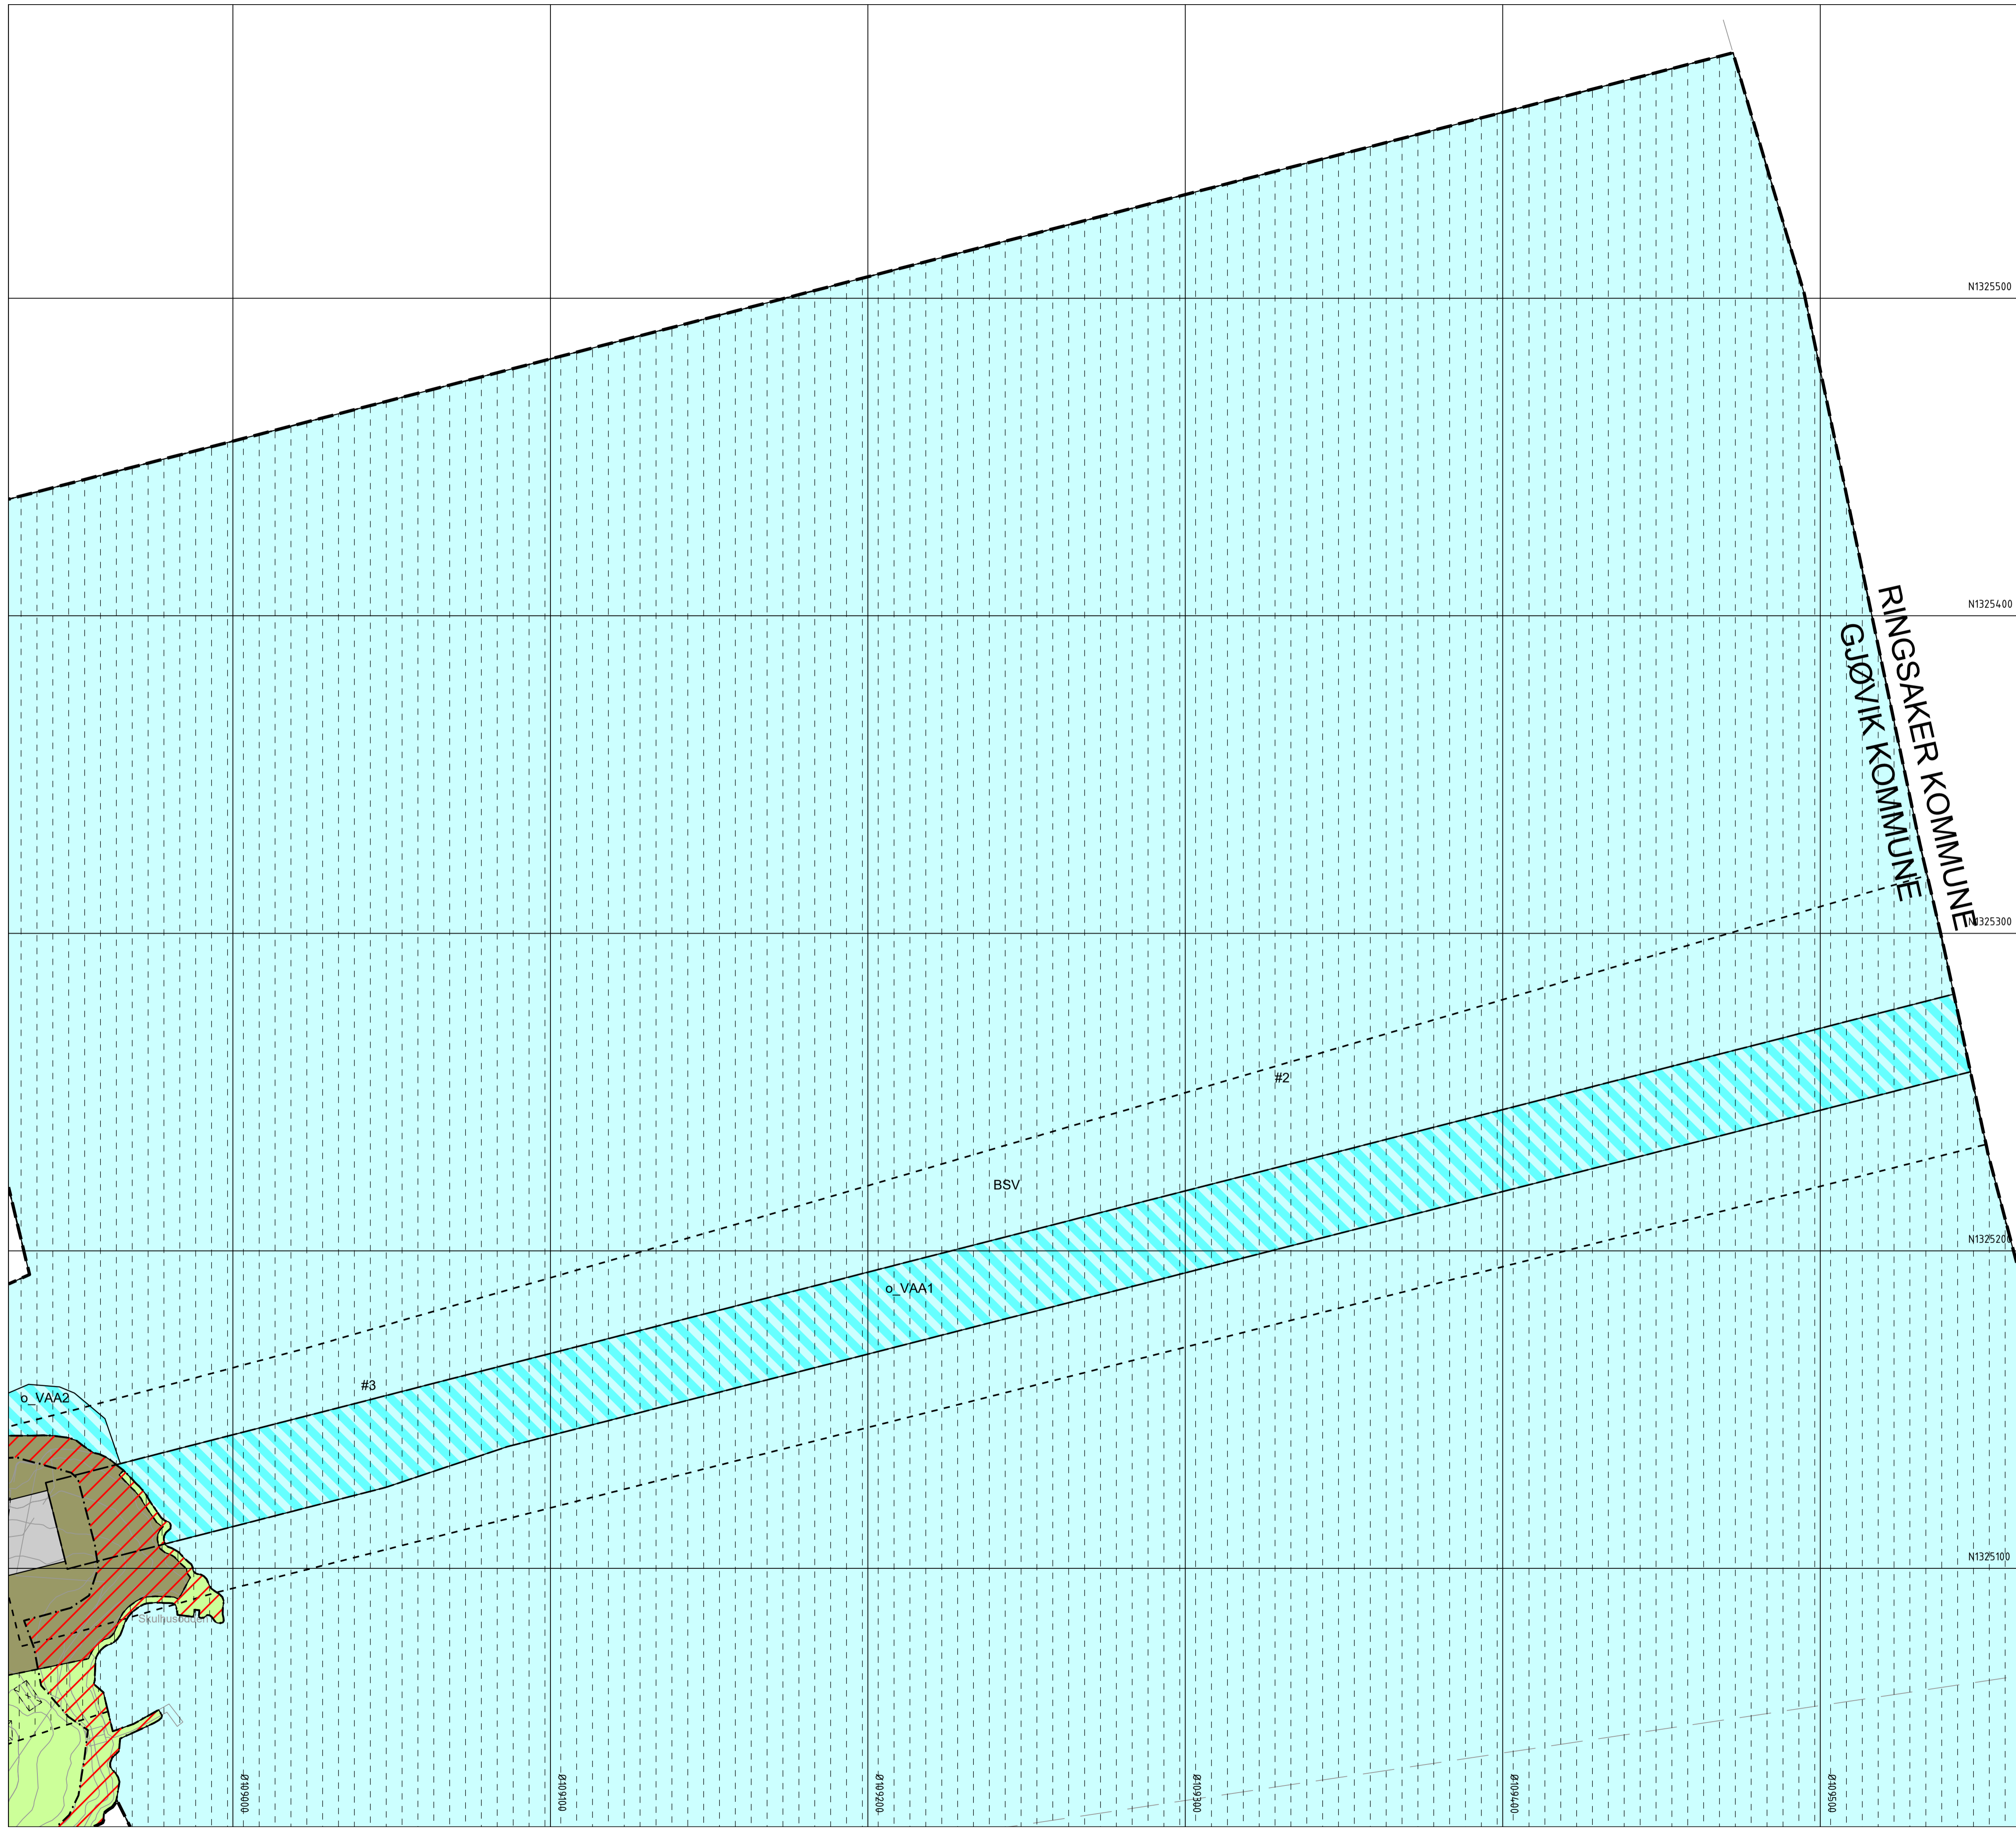 N1325500
N1325400
RINGSAKER KOMMUNE
GJØVIK KOMMUNE
N1325300
#2
BSV
N1325200
o_VAA1
#3
o_VAA2
N1325100
Skulhusodden
Ø109000
Ø109100
Ø109200
Ø109300
Ø109400
Ø109500